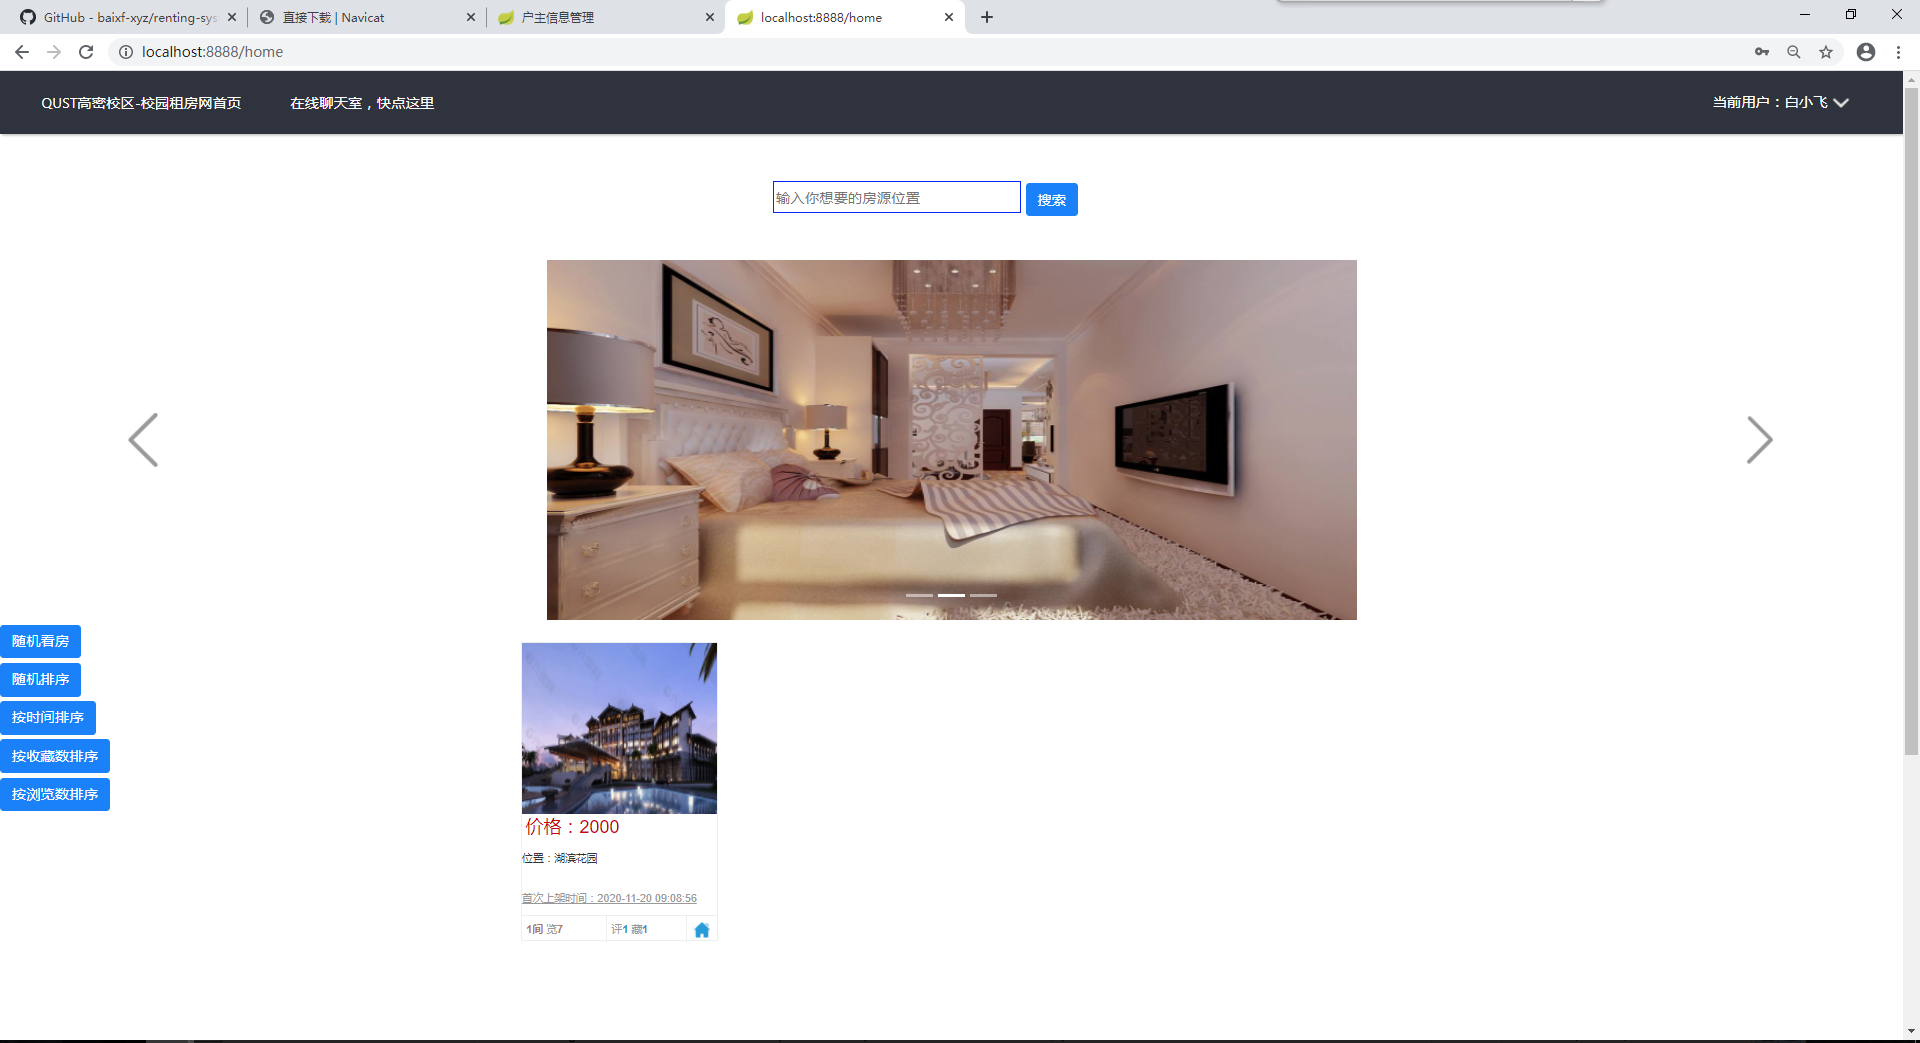 GitHub - baixf-xyz/renting-sys
直接下载 | Navicat
户主信息管理
localhost:8888/home
localhost:8888/home
QUST高密校区-校园租房网首页
在线聊天室，快点这里
当前用户：白小飞
输入你想要的房源位置
搜索
随机看房
随机排序
按时间排序
按收藏数排序
按浏览数排序
价格：2000
位置：湖滨花园
首次上架时间：2020-11-20 09:08:56
1间 览7
评1 藏1